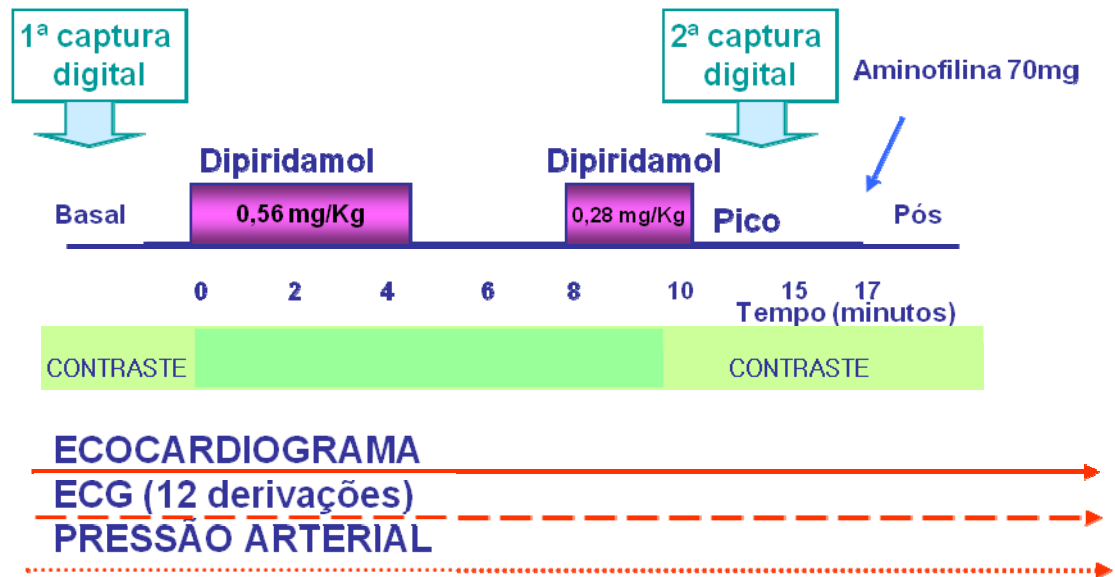 1ª captura
digital
2ª captura
digital
Aminofilina 70mg
Dipiridamol
Dipiridamol
Basal
0,56 mg/Kg
0,28 mg/Kg
Pico
Pós
0 2 4 6 8 10 15 17
Tempo (minutos)
CONTRASTE
CONTRASTE
ECOCARDIOGRAMA
ECG (12 derivações)
PRESSÃO ARTERIAL